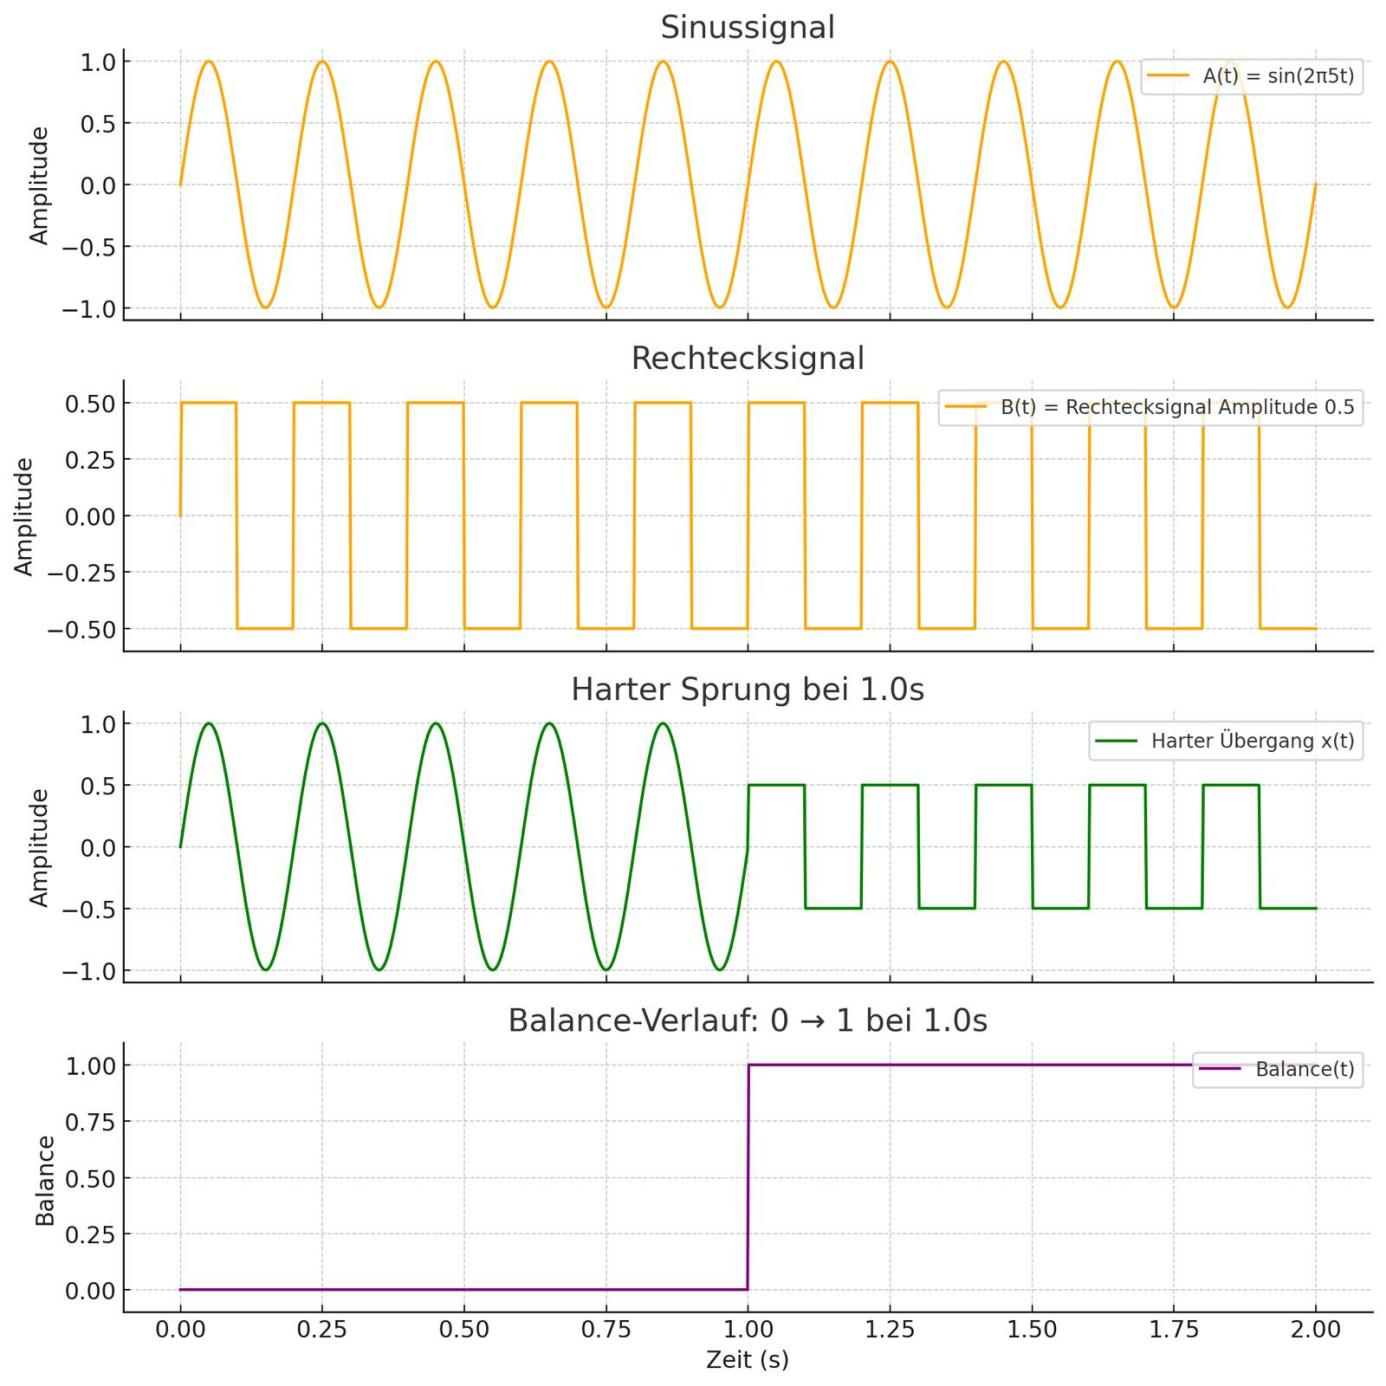 Sinussignal
A(t) = sin(2π5t)
Amplitude
1.0
0.5
0.0
−0.5
−1.0
Rechtecksignal
B(t) = Rechtecksignal Amplitude 0.5
Amplitude
0.50
0.25
0.00
−0.25
−0.50
Harter Sprung bei 1.0s
Harter Übergang x(t)
Amplitude
1.0
0.5
0.0
−0.5
−1.0
Balance-Verlauf: 0 → 1 bei 1.0s
Balance(t)
Balance
1.00
0.75
0.50
0.25
0.00
0.00 0.25 0.50 0.75 1.00 1.25 1.50 1.75 2.00
Zeit (s)